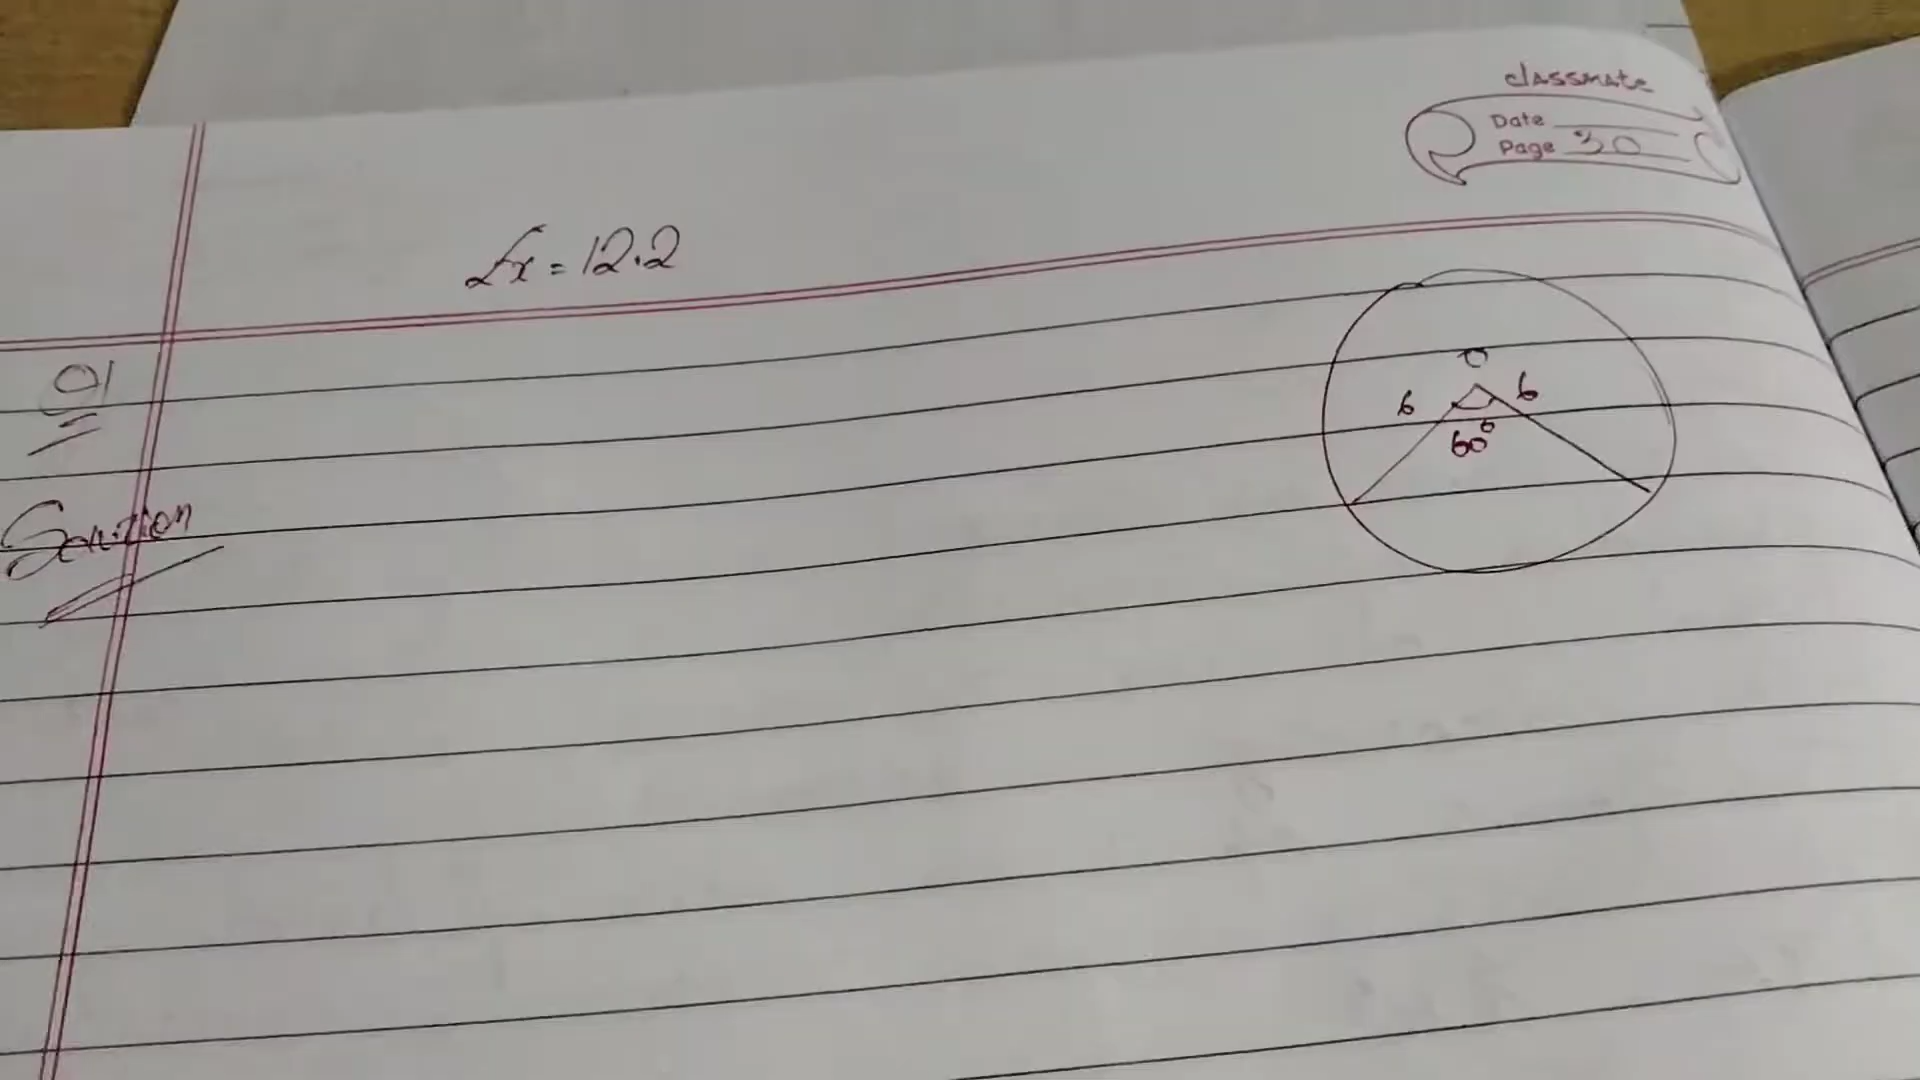 classmate
Date
Page 30
Ex = 12.2
Q1
Solution
O
6 6
60°